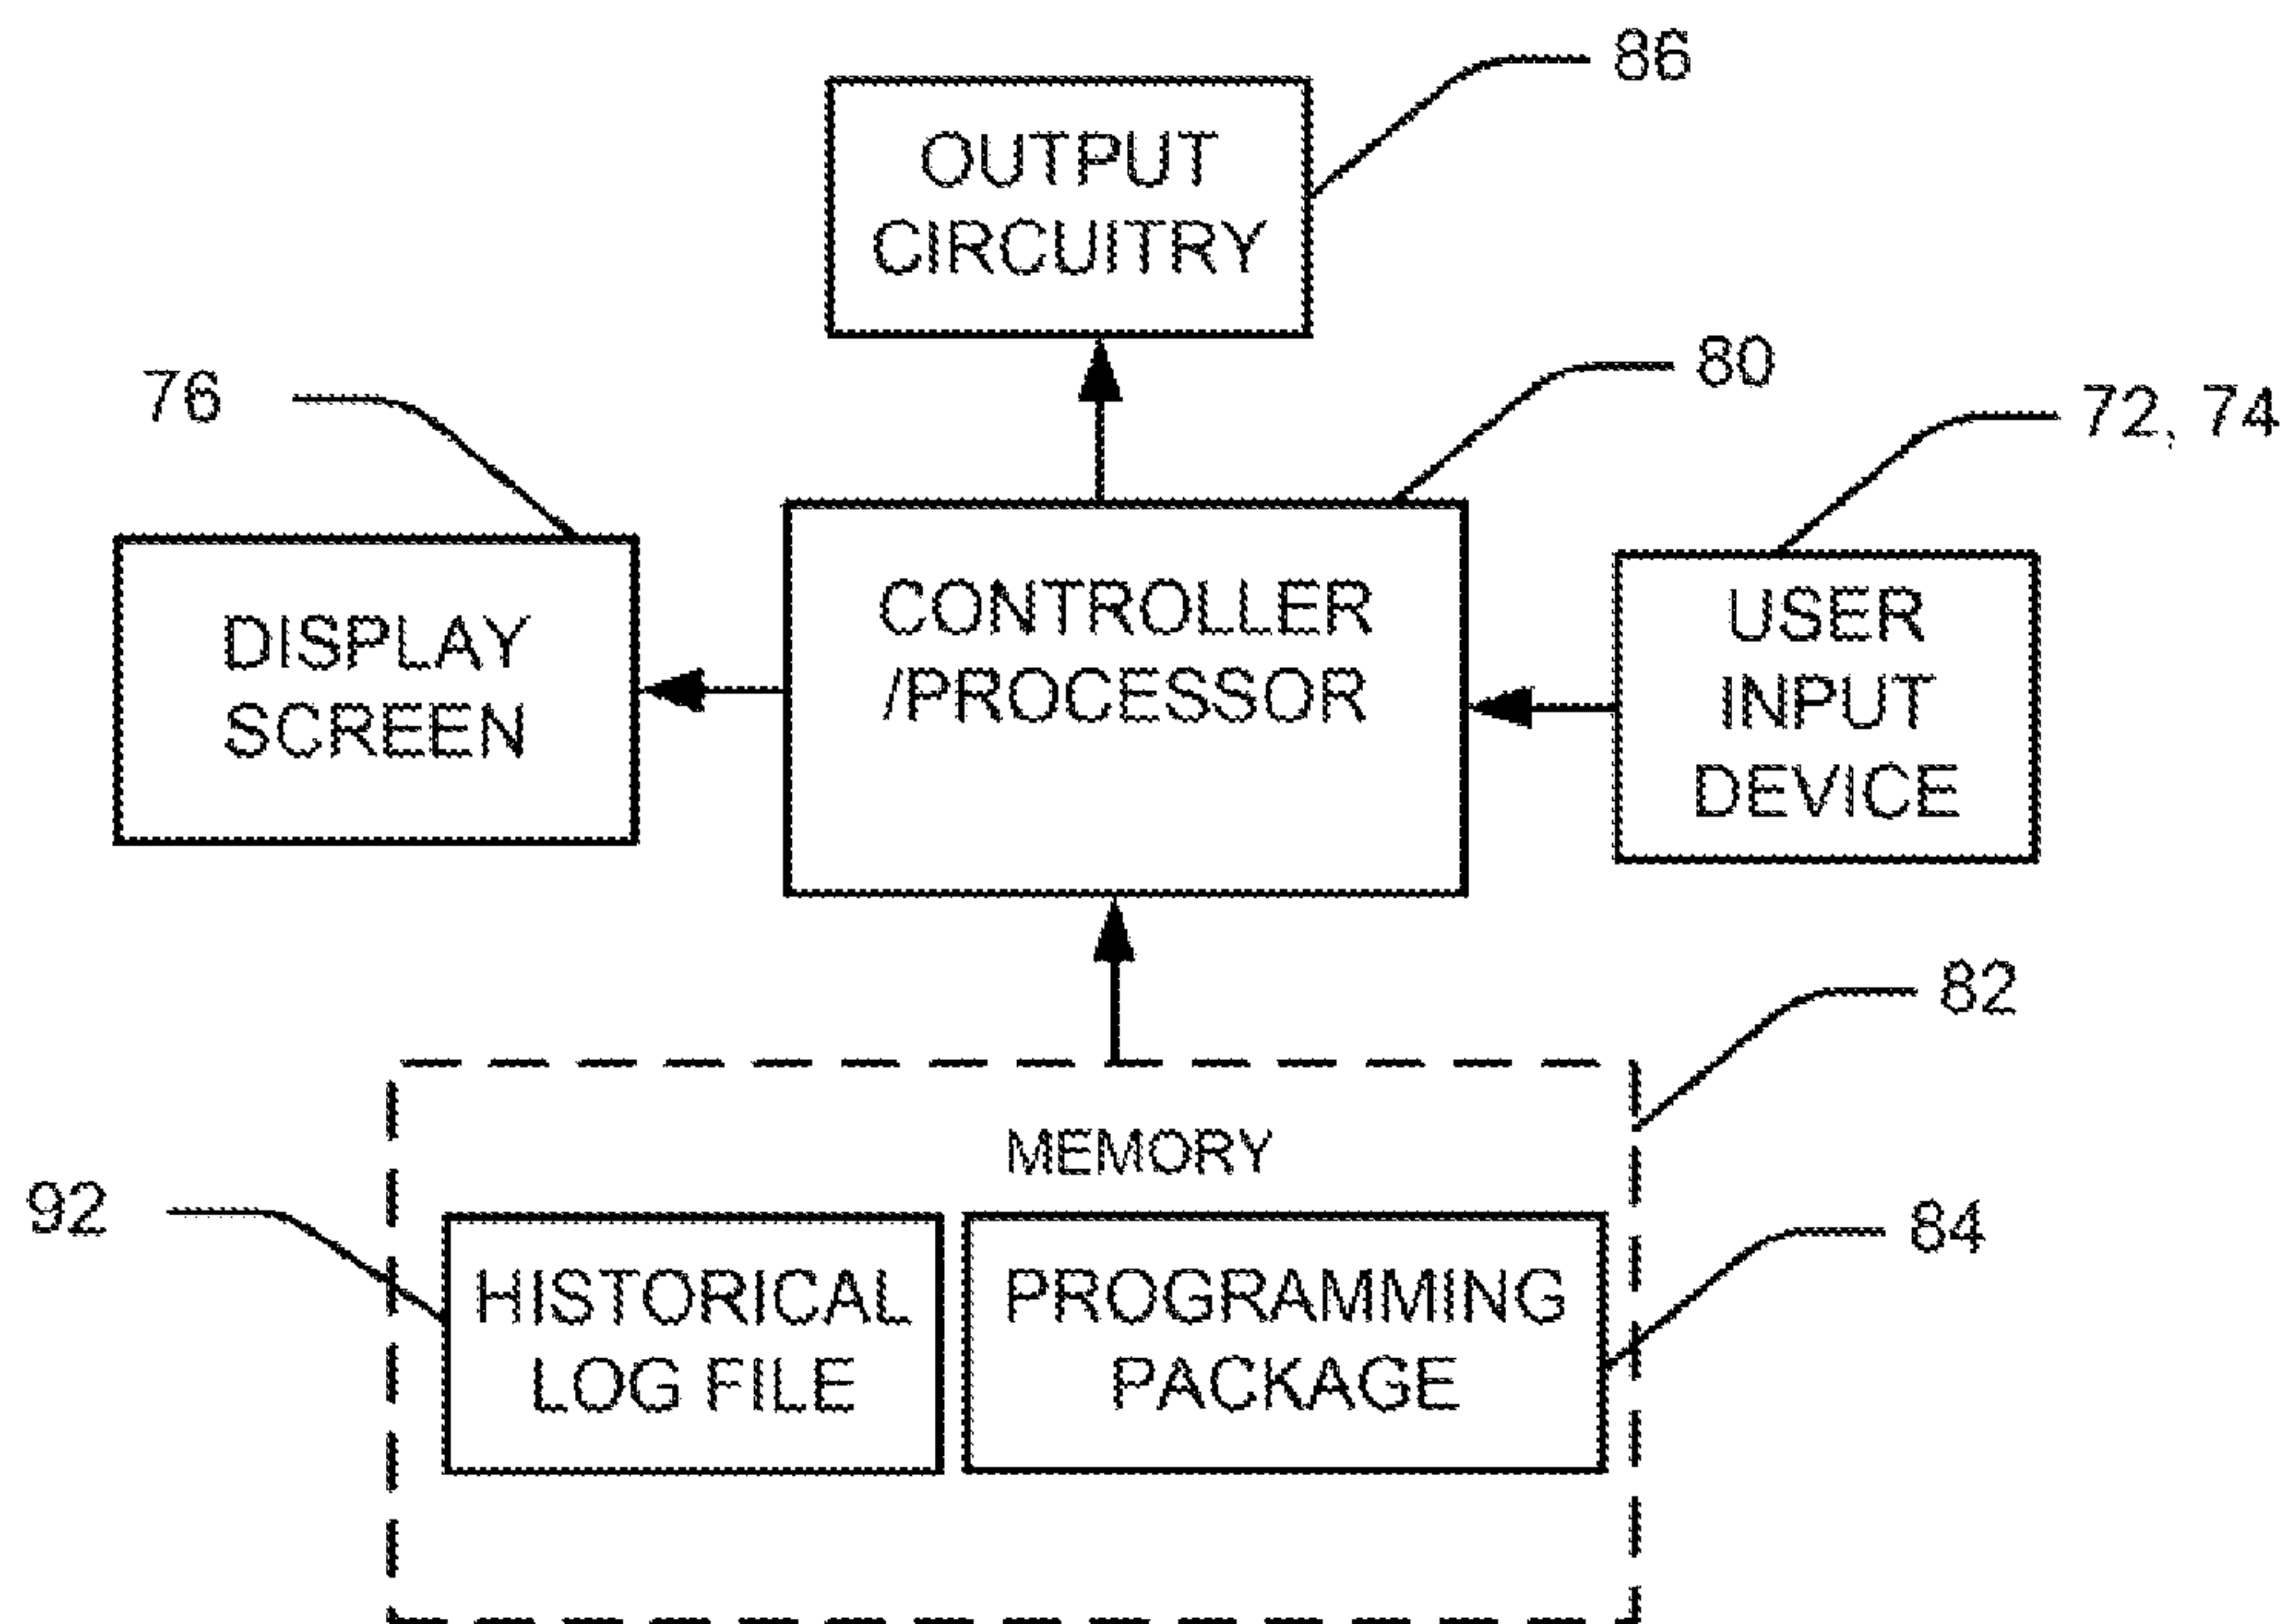 86
OUTPUT
CIRCUITRY
80
76
72, 74
CONTROLLER
/PROCESSOR
DISPLAY
SCREEN
USER
INPUT
DEVICE
82
MEMORY
92
84
HISTORICAL
LOG FILE
PROGRAMMING
PACKAGE